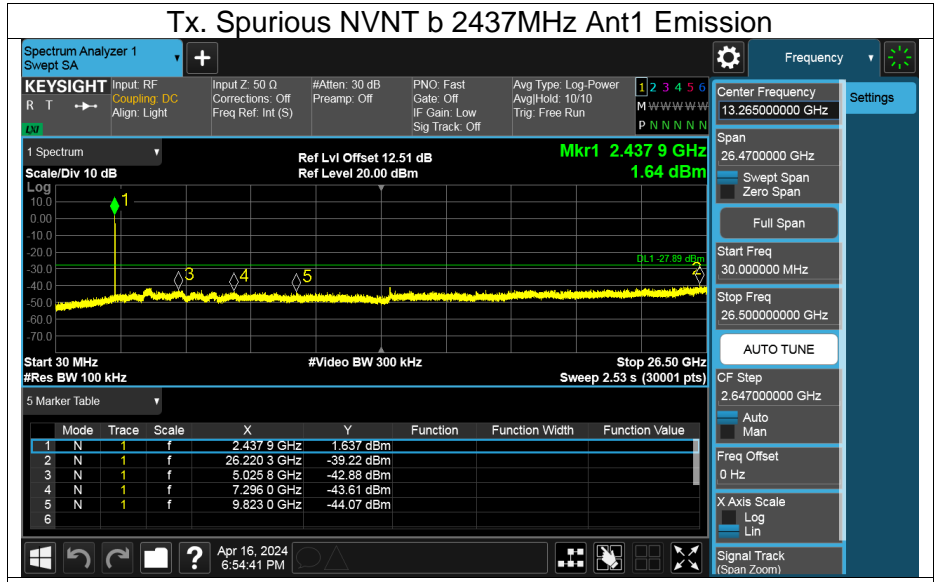 Tx. Spurious NVNT b 2437MHz Ant1 Emission
Spectrum Analyzer 1
Swept SA
+
Frequency
KEYSIGHT
R T
LXI
Input: RF
Coupling: DC
Align: Light
Input Z: 50 Ω
Corrections: Off
Freq Ref: Int (S)
#Atten: 30 dB
Preamp: Off
PNO: Fast
Gate: Off
IF Gain: Low
Sig Track: Off
Avg Type: Log-Power
Avg|Hold: 10/10
Trig: Free Run
1 2 3 4 5 6
M W W W W W
P N N N N N
Center Frequency
13.265000000 GHz
Settings
1 Spectrum
Ref Lvl Offset 12.51 dB
Mkr1 2.437 9 GHz
Scale/Div 10 dB
Ref Level 20.00 dBm
1.64 dBm
Span
26.4700000 GHz
Swept Span
Zero Span
Full Span
Log
10.0
0.00
-10.0
-20.0
-30.0
-40.0
-50.0
-60.0
-70.0
1
3
4
5
DL1 -27.89 dBm
2
Start Freq
30.000000 MHz
Stop Freq
26.500000000 GHz
AUTO TUNE
Start 30 MHz
#Video BW 300 kHz
Stop 26.50 GHz
#Res BW 100 kHz
Sweep 2.53 s (30001 pts)
CF Step
2.647000000 GHz
Auto
Man
5 Marker Table
Mode Trace Scale X Y Function Function Width Function Value
1 N 1 f 2.437 9 GHz 1.637 dBm
2 N 1 f 26.220 3 GHz -39.22 dBm
3 N 1 f 5.025 8 GHz -42.88 dBm
4 N 1 f 7.296 0 GHz -43.61 dBm
5 N 1 f 9.823 0 GHz -44.07 dBm
6
Freq Offset
0 Hz
X Axis Scale
Log
Lin
Signal Track
(Span Zoom)
?
Apr 16, 2024
6:54:41 PM